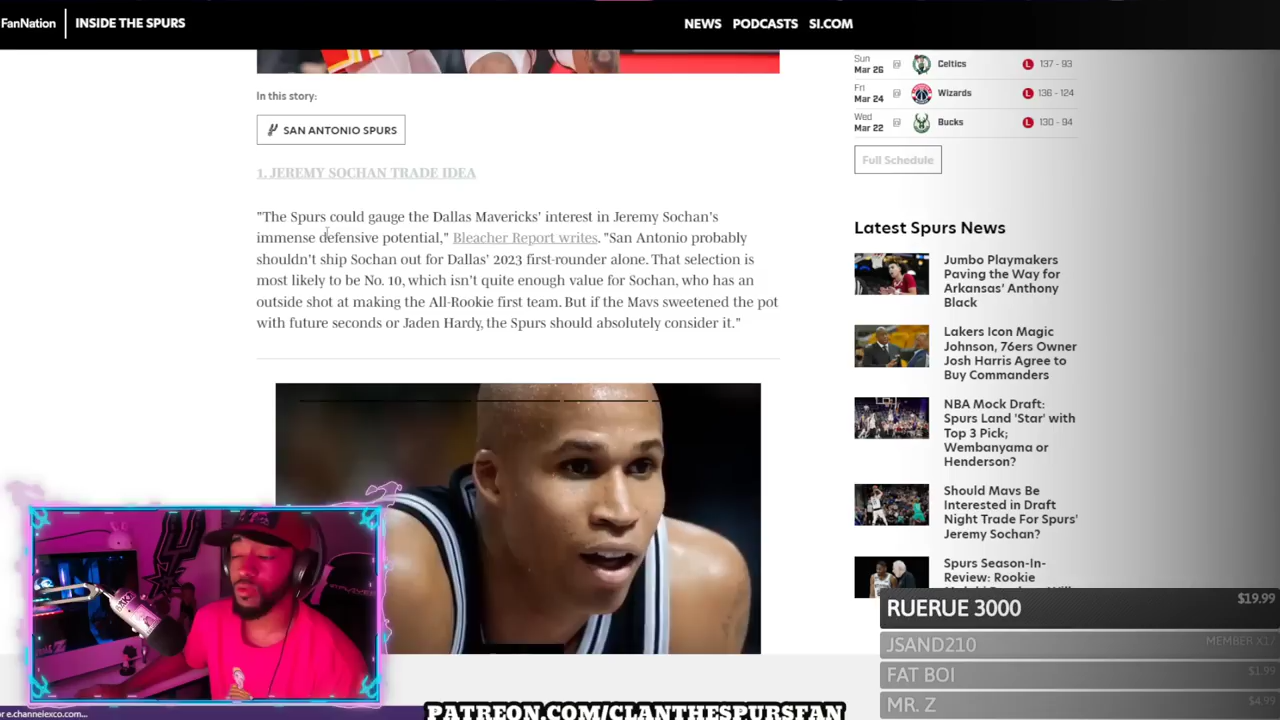 FanNation
INSIDE THE SPURS
NEWS PODCASTS SI.COM
In this story:
SAN ANTONIO SPURS
1. JEREMY SOCHAN TRADE IDEA
"The Spurs could gauge the Dallas Mavericks' interest in Jeremy Sochan's
immense defensive potential," Bleacher Report writes. "San Antonio probably
shouldn't ship Sochan out for Dallas' 2023 first-rounder alone. That selection is
most likely to be No. 10, which isn't quite enough value for Sochan, who has an
outside shot at making the All-Rookie first team. But if the Mavs sweetened the pot
with future seconds or Jaden Hardy, the Spurs should absolutely consider it."
Sun
Mar 26 @ Celtics L 137 - 93
Fri
Mar 24 @ Wizards L 136 - 124
Wed
Mar 22 @ Bucks L 130 - 94
Full Schedule
Latest Spurs News
Jumbo Playmakers
Paving the Way for
Arkansas' Anthony
Black
Lakers Icon Magic
Johnson, 76ers Owner
Josh Harris Agree to
Buy Commanders
NBA Mock Draft:
Spurs Land 'Star' with
Top 3 Pick;
Wembanyama or
Henderson?
Should Mavs Be
Interested in Draft
Night Trade For Spurs'
Jeremy Sochan?
Spurs Season-In-
Review: Rookie
RUERUE 3000 $19.99
JSAND210 MEMBER X1
FAT BOI $1.99
MR. Z $4.99
or e.channelexco.com...
PATREON.COM/CLANTHESPURSFAN